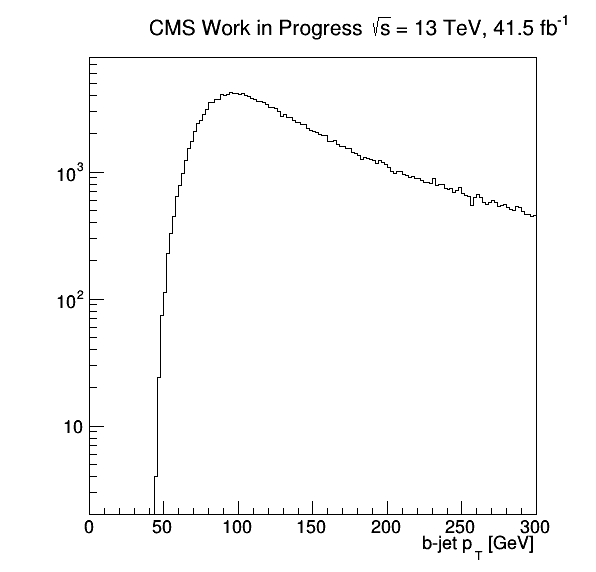 CMS Work in Progress √s = 13 TeV, 41.5 fb⁻¹
10³
10²
10
0 50 100 150 200 250 300
b-jet p_T [GeV]